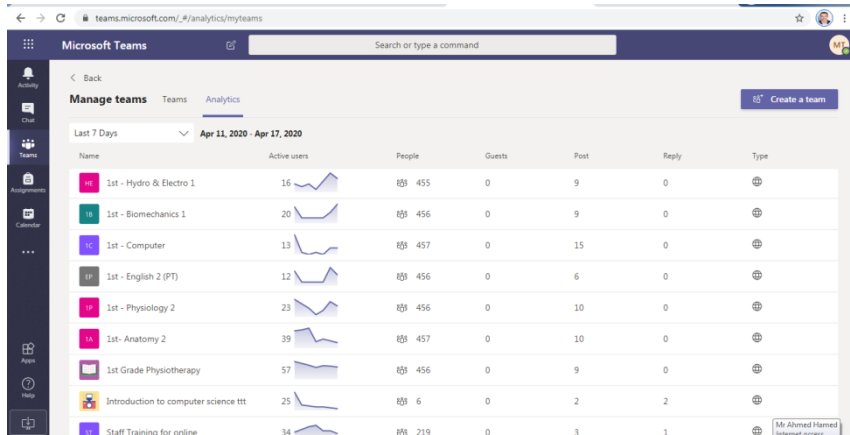 teams.microsoft.com/_#/analytics/myteams
Microsoft Teams
Search or type a command
MT
Activity
Chat
Teams
Assignments
Calendar
Apps
Help
Back
Manage teams Teams Analytics
Create a team
Last 7 Days Apr 11, 2020 - Apr 17, 2020
Name Active users People Guests Post Reply Type
HE 1st - Hydro & Electro 1 16 455 0 9 0
1B 1st - Biomechanics 1 20 456 0 9 0
1C 1st - Computer 13 457 0 15 0
EP 1st - English 2 (PT) 12 456 0 6 0
1P 1st - Physiology 2 23 456 0 10 0
1A 1st- Anatomy 2 39 457 0 10 0
1st Grade Physiotherapy 57 456 0 9 0
Introduction to computer science ttt 25 6 0 2 2
ST Staff Training for online 34 219 0 3 1
Mr Ahmed Hamed
Internet access